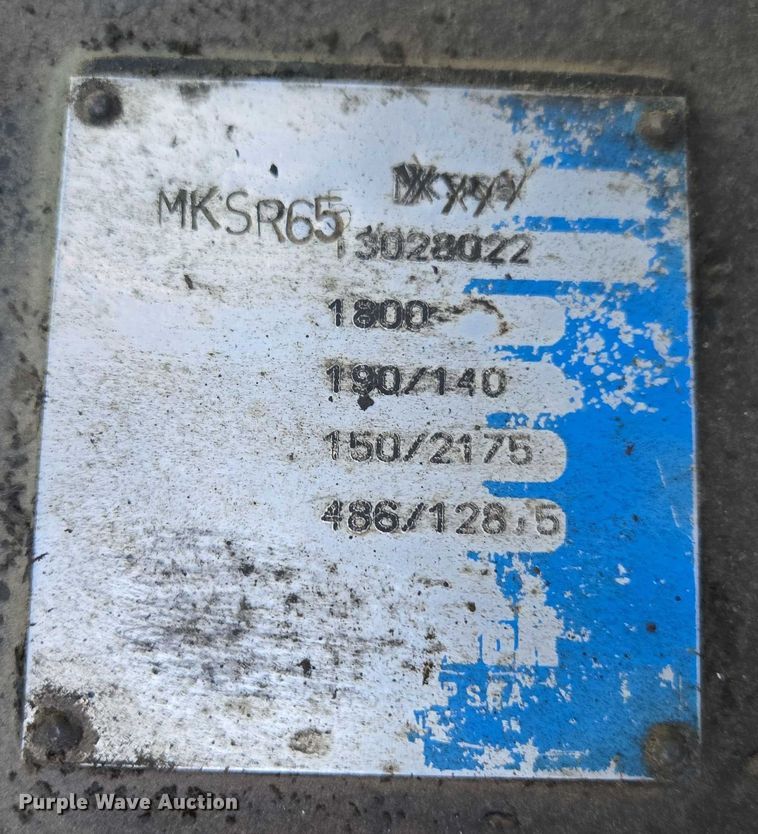 MKSR65
13028022
1800
190/140
150/2175
486/128.5
S.P.A.
Purple Wave Auction